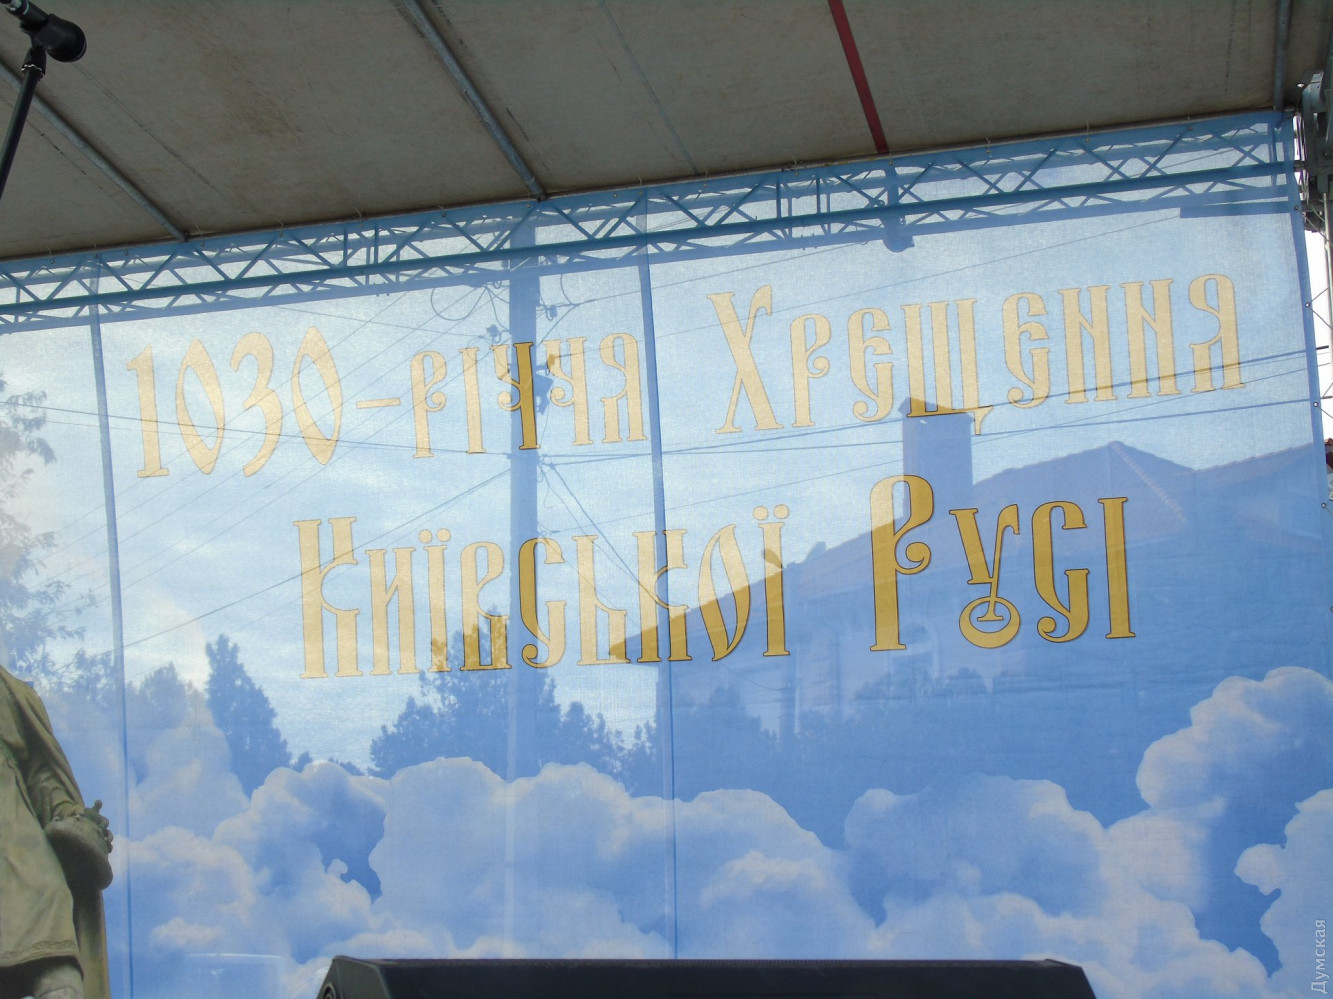 1030-річчя Хрещення
Київської Русі
Думская